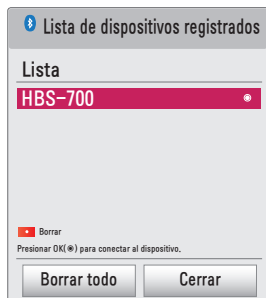 Lista de dispositivos registrados
Lista
HBS-700
Borrar
Presionar OK(◉) para conectar al dispositivo.
Borrar todo
Cerrar